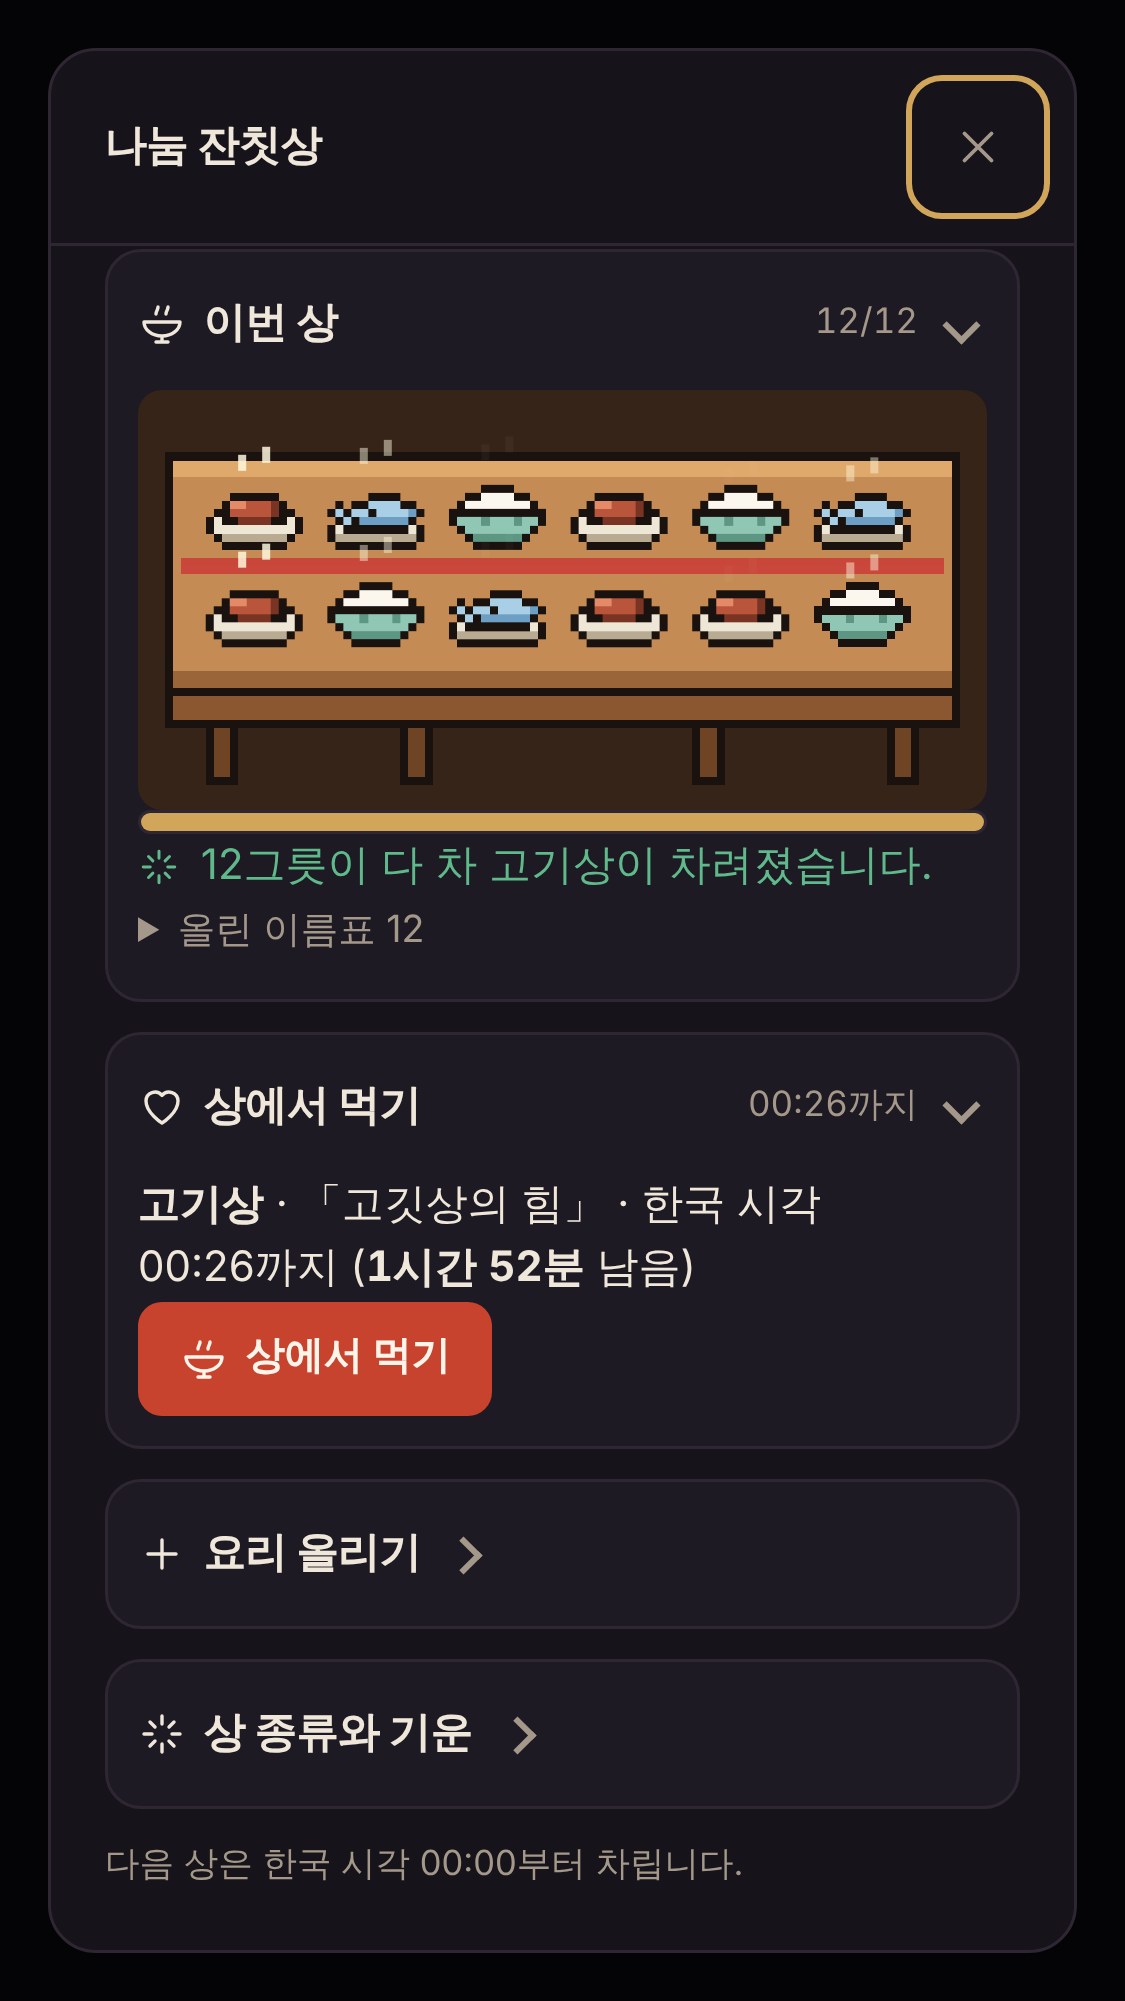 나눔 잔칫상
이번 상 12/12
12그릇이 다 차 고기상이 차려졌습니다.
▶ 올린 이름표 12
상에서 먹기 00:26까지
고기상 · 「고깃상의 힘」 · 한국 시각
00:26까지 (1시간 52분 남음)
상에서 먹기
요리 올리기
상 종류와 기운
다음 상은 한국 시각 00:00부터 차립니다.